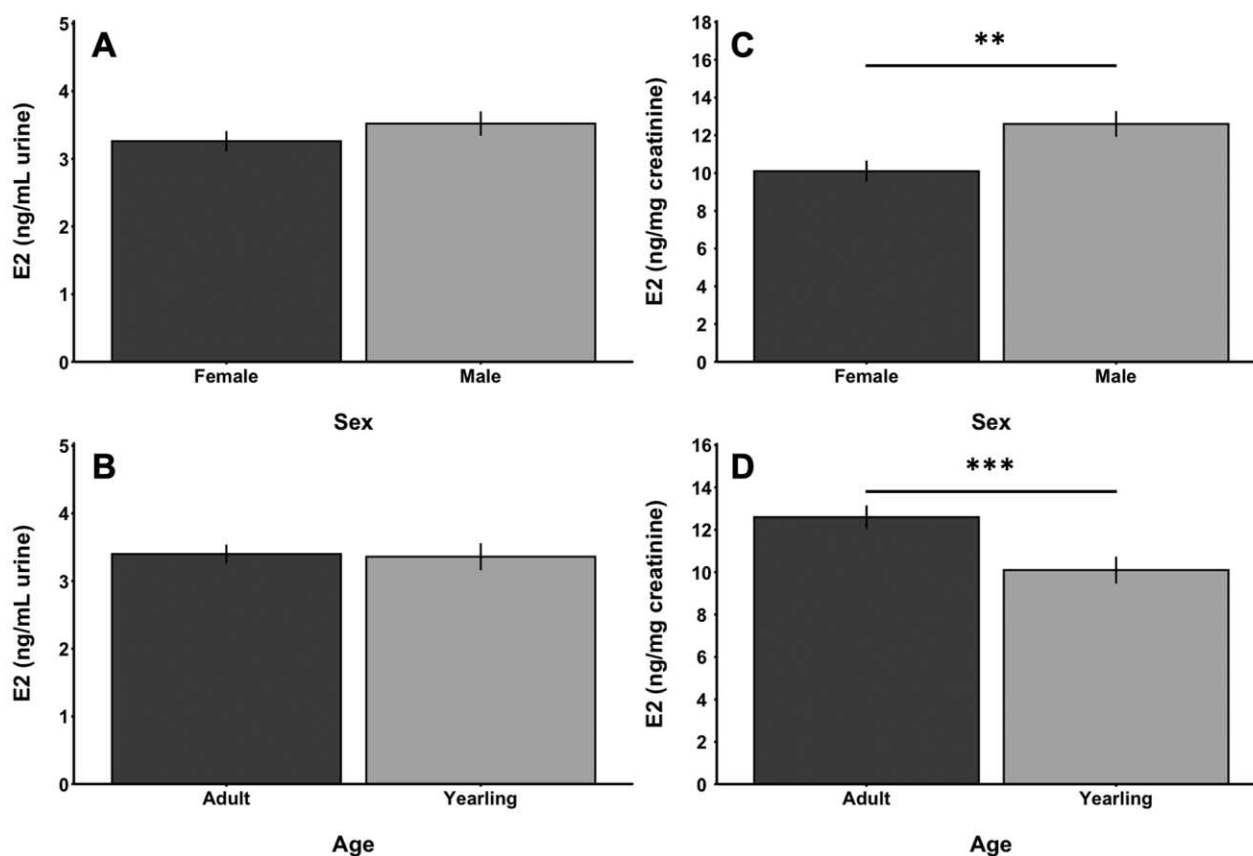 A
E2 (ng/mL urine)
5
4
3
2
1
0
Female Male
Sex
C
**
E2 (ng/mg creatinine)
18
16
14
12
10
8
6
4
2
0
Female Male
Sex
B
E2 (ng/mL urine)
5
4
3
2
1
0
Adult Yearling
Age
D
***
E2 (ng/mg creatinine)
16
14
12
10
8
6
4
2
0
Adult Yearling
Age